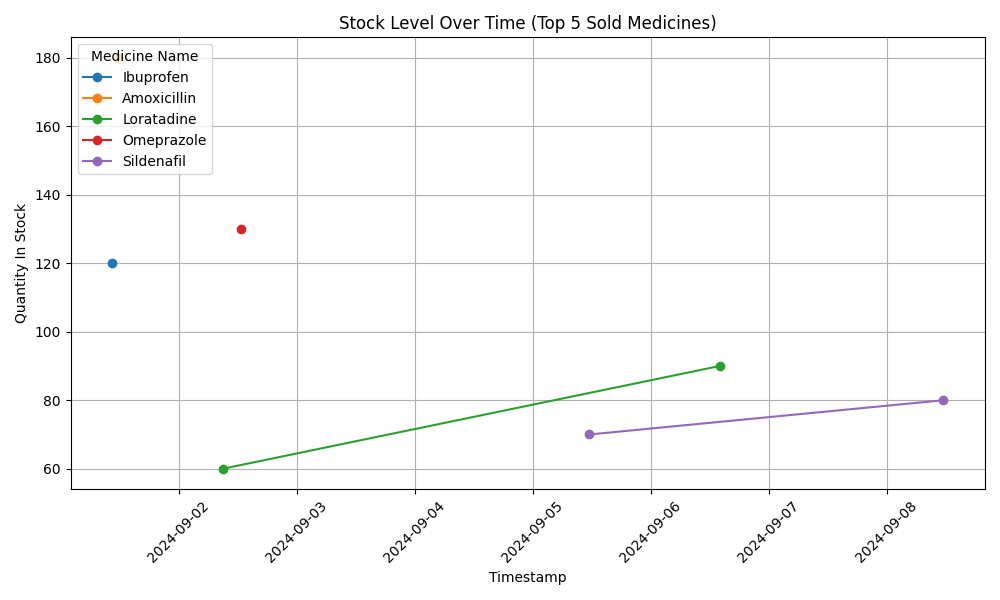 Stock Level Over Time (Top 5 Sold Medicines)
Quantity In Stock
180
160
140
120
100
80
60
Medicine Name
Ibuprofen
Amoxicillin
Loratadine
Omeprazole
Sildenafil
2024-09-02
2024-09-03
2024-09-04
2024-09-05
2024-09-06
2024-09-07
2024-09-08
Timestamp